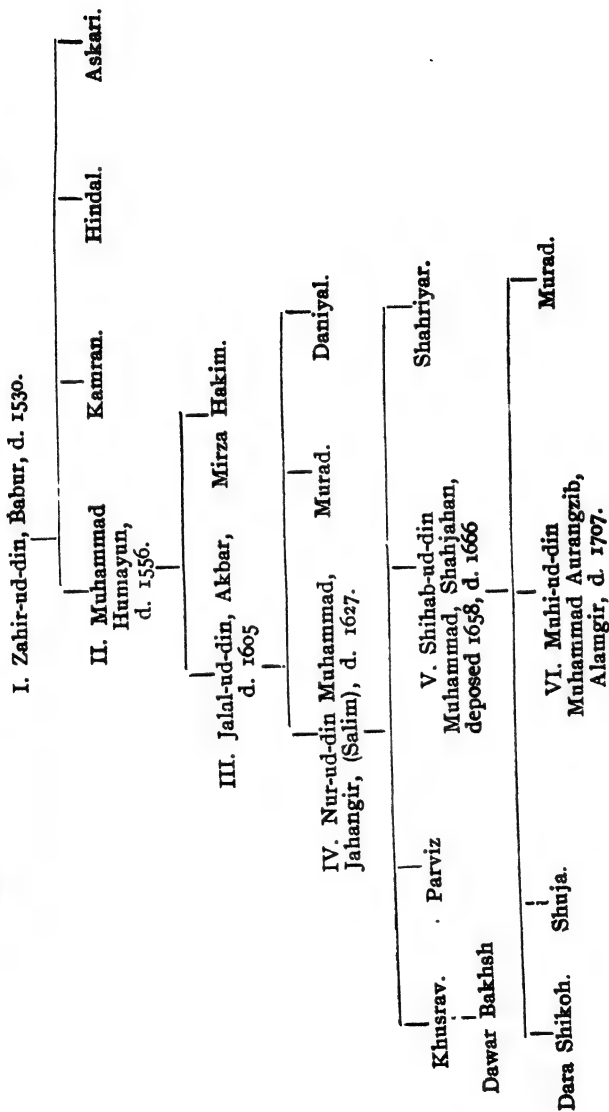 I. Zahir-ud-din, Babur, d. 1530.
II. Muhammad
Humayun,
d. 1556.
Kamran.
Hindal.
Askari.
III. Jalal-ud-din, Akbar,
d. 1605
Mirza Hakim.
IV. Nur-ud-din Muhammad,
Jahangir, (Salim), d. 1627.
Murad.
Daniyal.
Khusrav.
Parviz
V. Shihab-ud-din
Muhammad, Shahjahan,
deposed 1658, d. 1666
Shahriyar.
Dawar Bakhsh
Dara Shikoh.
Shuja.
VI. Muhi-ud-din
Muhammad Aurangzib,
Alamgir, d. 1707.
Murad.